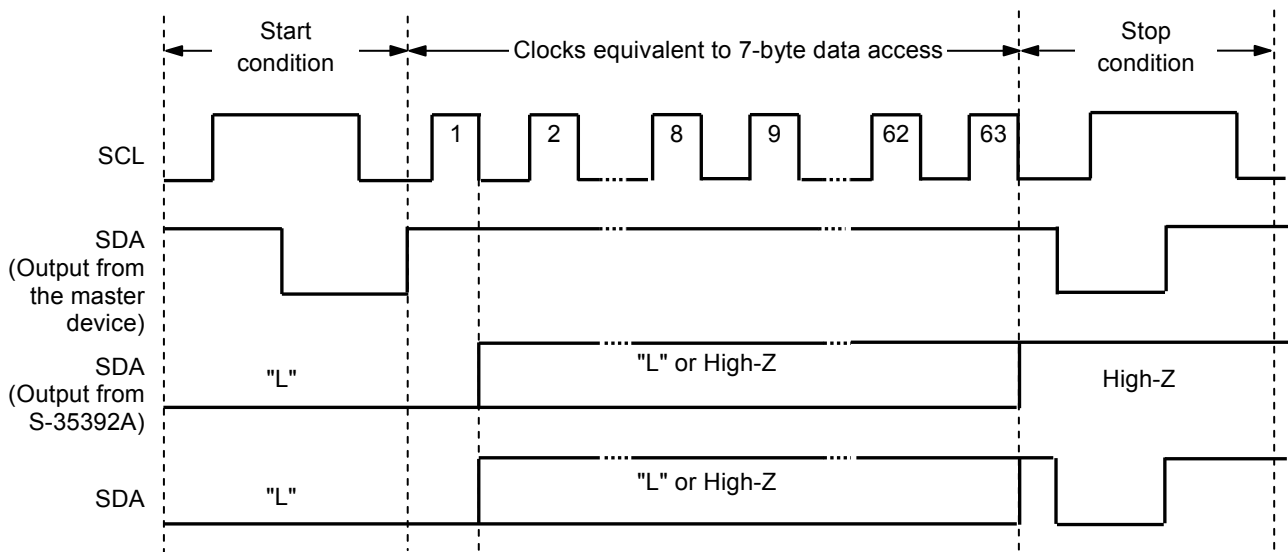 Start
condition
Clocks equivalent to 7-byte data access
Stop
condition
SCL
1
2
8
9
62
63
SDA
(Output from
the master
device)
SDA
(Output from
S-35392A)
"L"
"L" or High-Z
High-Z
SDA
"L"
"L" or High-Z